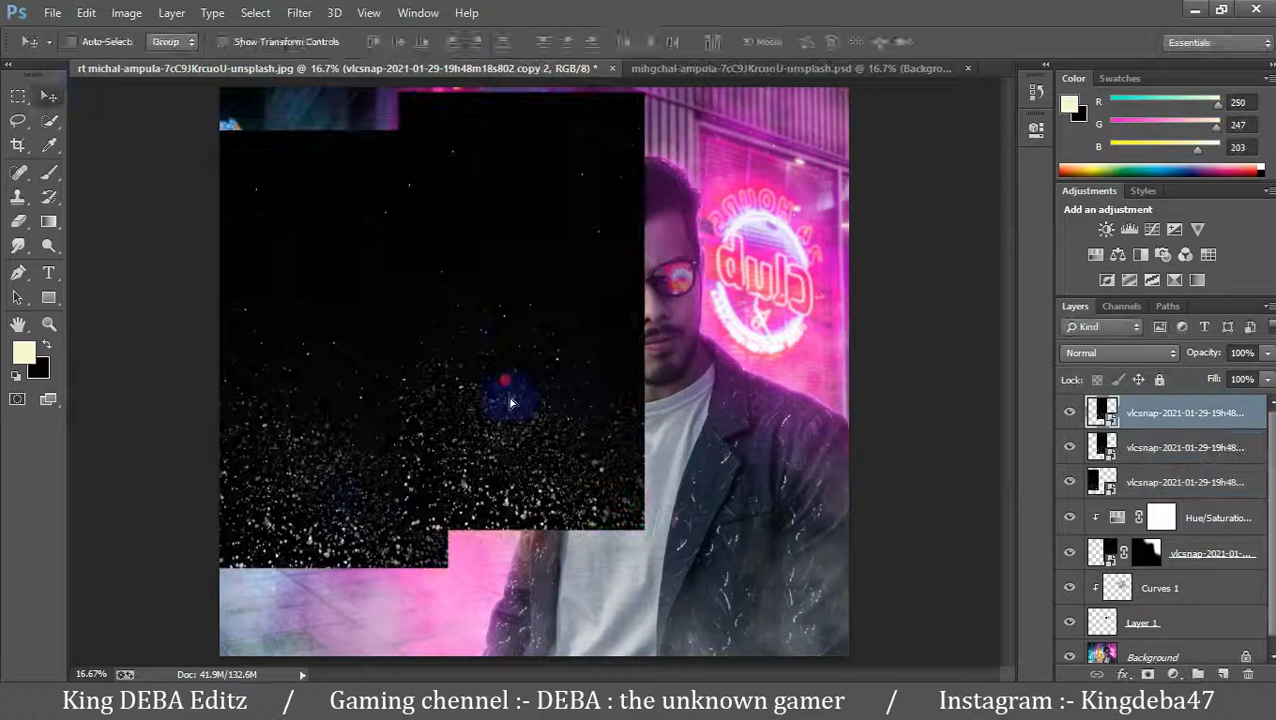 Ps File Edit Image Layer Type Select Filter 3D View Window Help
Auto-Select: Group Show Transform Controls 3D Mode: Essentials
rt michal-ampula-7cC9JKrcuoU-unsplash.jpg @ 16.7% (vlcsnap-2021-01-29-19h48m18s802 copy 2, RGB/8) * × mihgchal-ampula-7cC9JKrcuoU-unsplash.psd @ 16.7% (Backgro... ×
Color Swatches
R 250
G 247
B 203
Adjustments Styles
Add an adjustment
Layers Channels Paths
Kind
Normal Opacity: 100%
Lock: Fill: 100%
vlcsnap-2021-01-29-19h48...
vlcsnap-2021-01-29-19h48...
vlcsnap-2021-01-29-19h48...
Hue/Saturatio...
vlcsnap-2021-01-...
Curves 1
Layer 1
Background
club
16.67% Doc: 41.9M/132.6M
King DEBA Editz / Gaming chennel :- DEBA : the unknown gamer / Instagram :- Kingdeba47